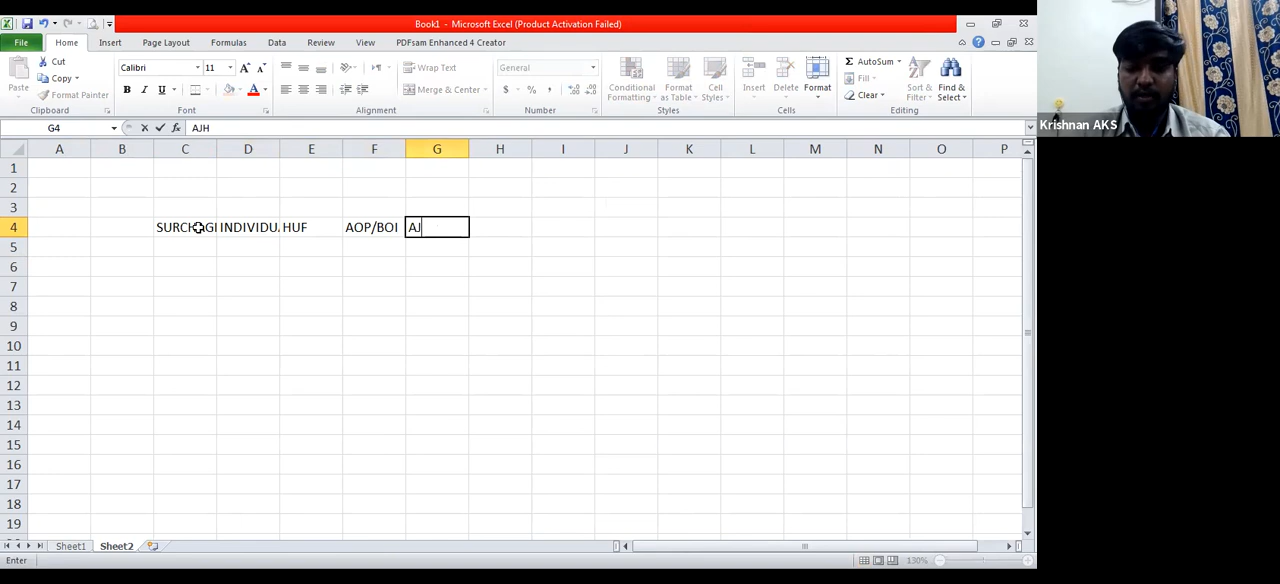 Book1 - Microsoft Excel (Product Activation Failed)
File Home Insert Page Layout Formulas Data Review View PDFsam Enhanced 4 Creator
Paste Cut Copy Format Painter Clipboard
Calibri 11 B I U A Font
Wrap Text Merge & Center Alignment
General $ % , Number
Conditional Formatting Format as Table Cell Styles Styles
Insert Delete Format Cells
AutoSum Fill Clear Sort & Filter Find & Select Editing
Krishnan AKS
G4 fx AJH
A B C D E F G H I J K L M N O P
1
2
3
4 SURCHAGI INDIVIDU. HUF AOP/BOI AJ
5
6
7
8
9
10
11
12
13
14
15
16
17
18
19
Sheet1 Sheet2
Enter 130%